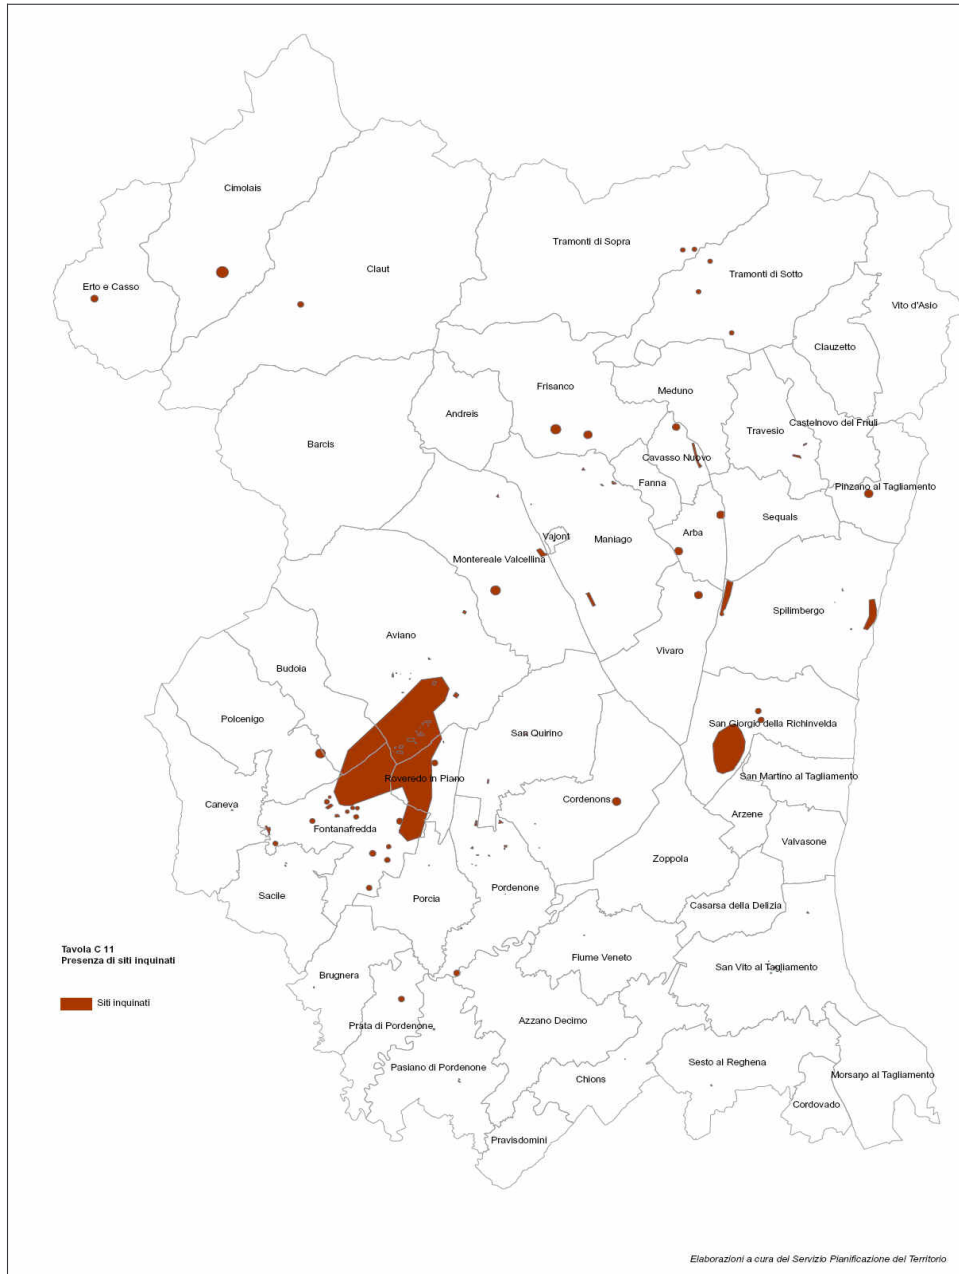 Cimolais
Tramonti di Sopra
Claut
Tramonti di Sotto
Erto e Casso
Vito d'Asio
Clauzetto
Frisanco
Meduno
Andreis
Castelnovo del Friuli
Travesio
Barcis
Cavasso Nuovo
Fanna
Pinzano al Tagliamento
Sequals
Arba
Vajont
Maniago
Montereale Valcellina
Spilimbergo
Aviano
Vivaro
Budoia
Polcenigo
San Giorgio della Richinvelda
San Quirino
Roveredo in Piano
San Martino al Tagliamento
Caneva
Cordenons
Arzene
Fontanafredda
Valvasone
Zoppola
Pordenone
Sacile
Porcia
Casarsa della Delizia
Tavola C 11
Presenza di siti inquinati
Fiume Veneto
San Vito al Tagliamento
Brugnera
Siti inquinati
Prata di Pordenone
Azzano Decimo
Pasiano di Pordenone
Sesto al Reghena
Morsano al Tagliamento
Chions
Cordovado
Pravisdomini
Elaborazioni a cura del Servizio Pianificazione del Territorio